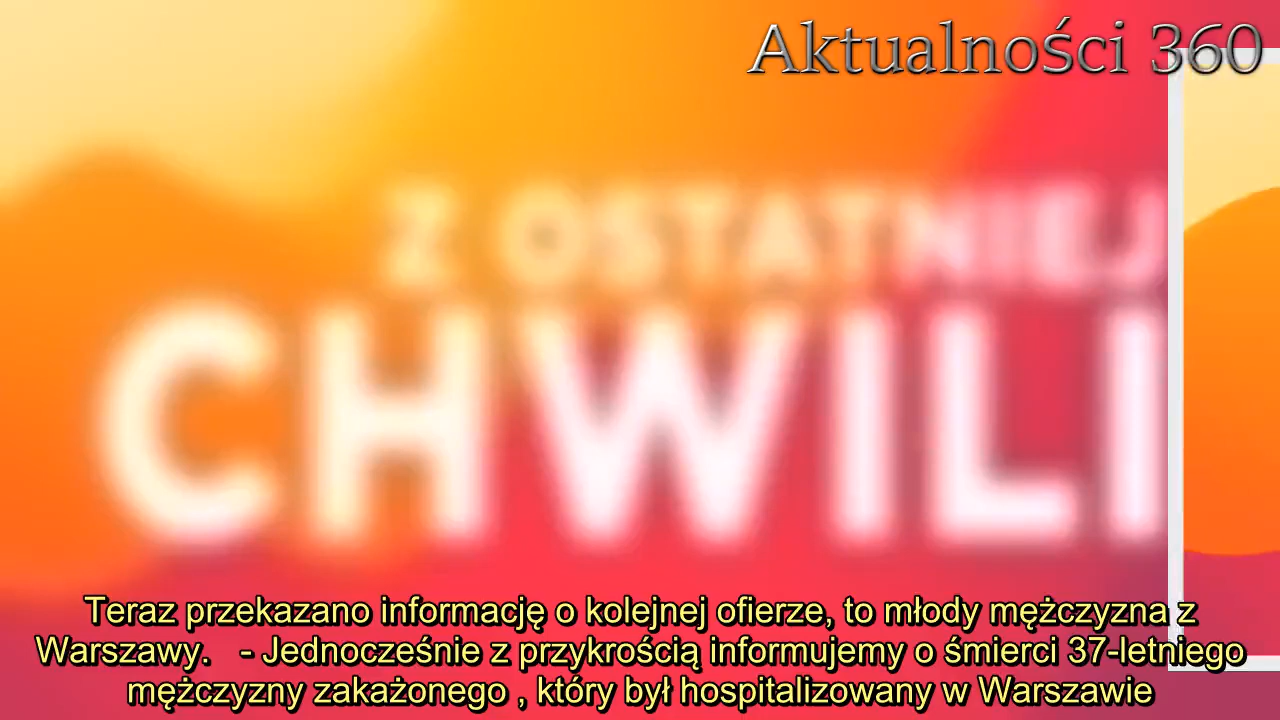 Aktualności 360
Z OSTATNIEJ
CHWILI
Teraz przekazano informację o kolejnej ofierze, to młody mężczyzna z
Warszawy.   - Jednocześnie z przykrością informujemy o śmierci 37-letniego
mężczyzny zakażonego , który był hospitalizowany w Warszawie